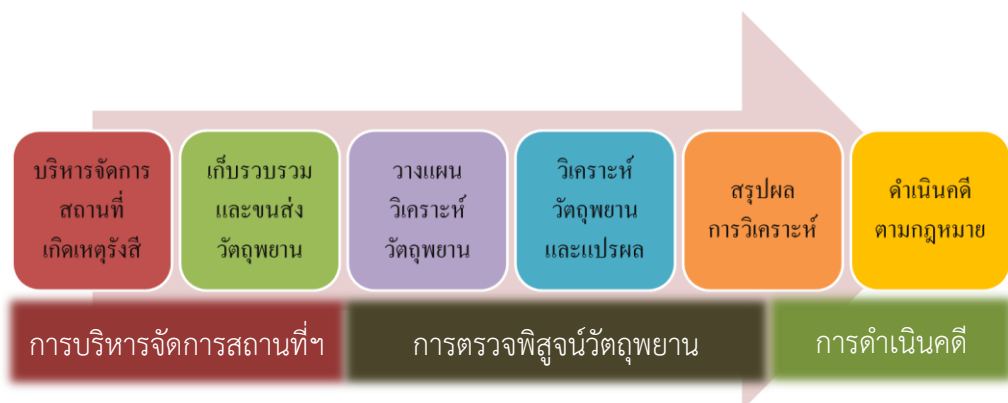 บริหารจัดการ
สถานที่
เกิดเหตุรังสี
เก็บรวบรวม
และขนส่ง
วัตถุพยาน
วางแผน
วิเคราะห์
วัตถุพยาน
วิเคราะห์
วัตถุพยาน
และแปรผล
สรุปผล
การวิเคราะห์
ดำเนินคดี
ตามกฎหมาย
การบริหารจัดการสถานที่ฯ
การตรวจพิสูจน์วัตถุพยาน
การดำเนินคดี